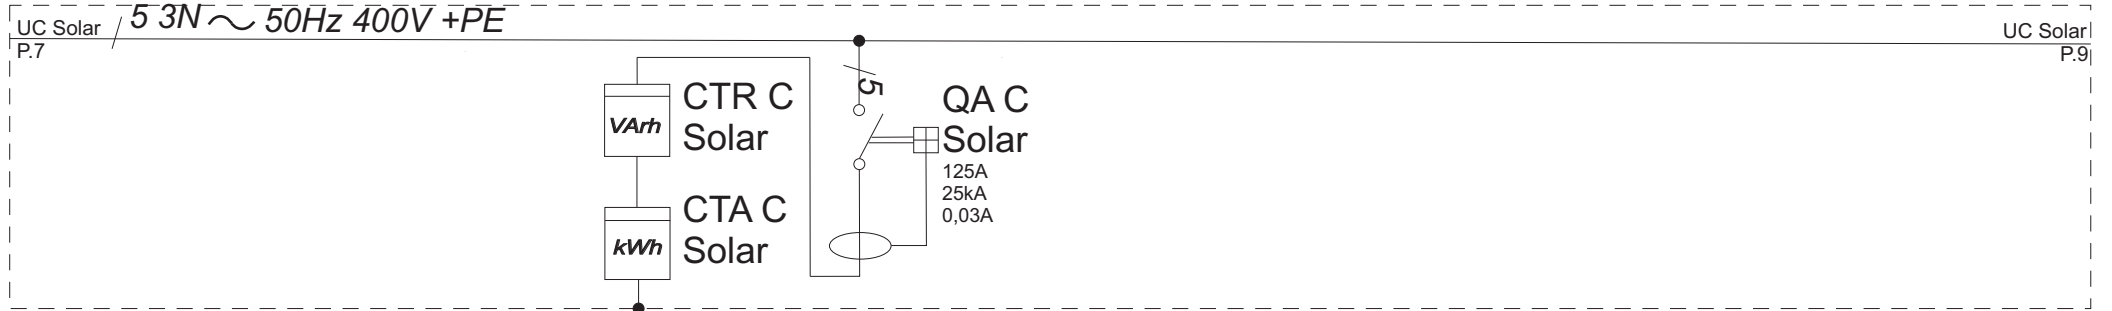 5 3N ～ 50Hz 400V +PE
UC Solar
P.7
UC Solar
P.9
5
CTR C
Solar
VArh
QA C
Solar
125A
25kA
0,03A
CTA C
Solar
kWh